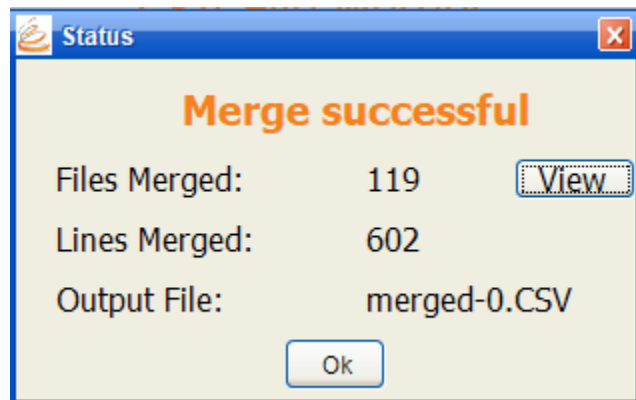 Status
Merge successful
Files Merged: 119 View
Lines Merged: 602
Output File: merged-0.CSV
Ok